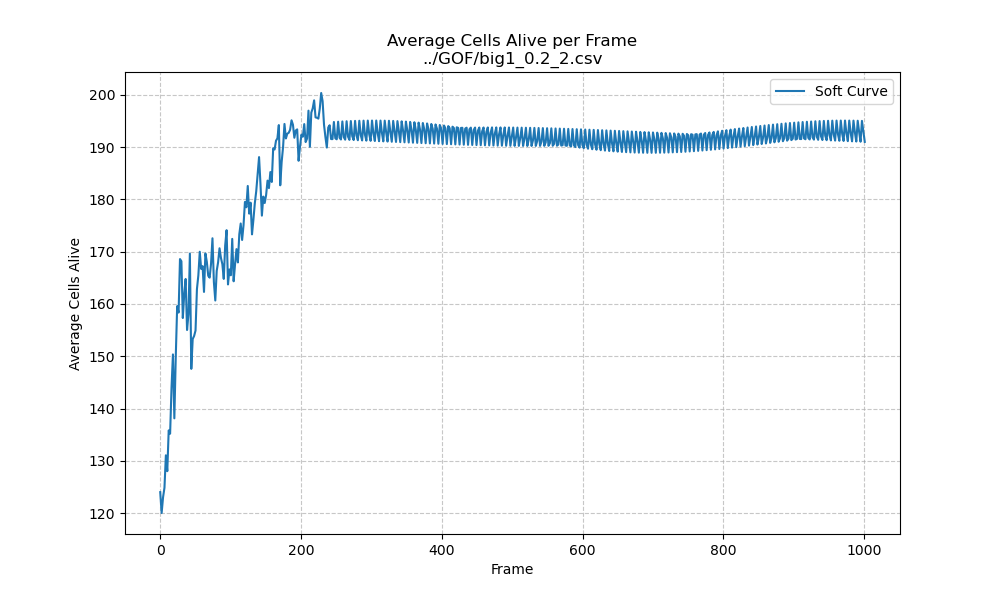 Average Cells Alive per Frame
../GOF/big1_0.2_2.csv
Soft Curve
Average Cells Alive
200
190
180
170
160
150
140
130
120
0 200 400 600 800 1000
Frame